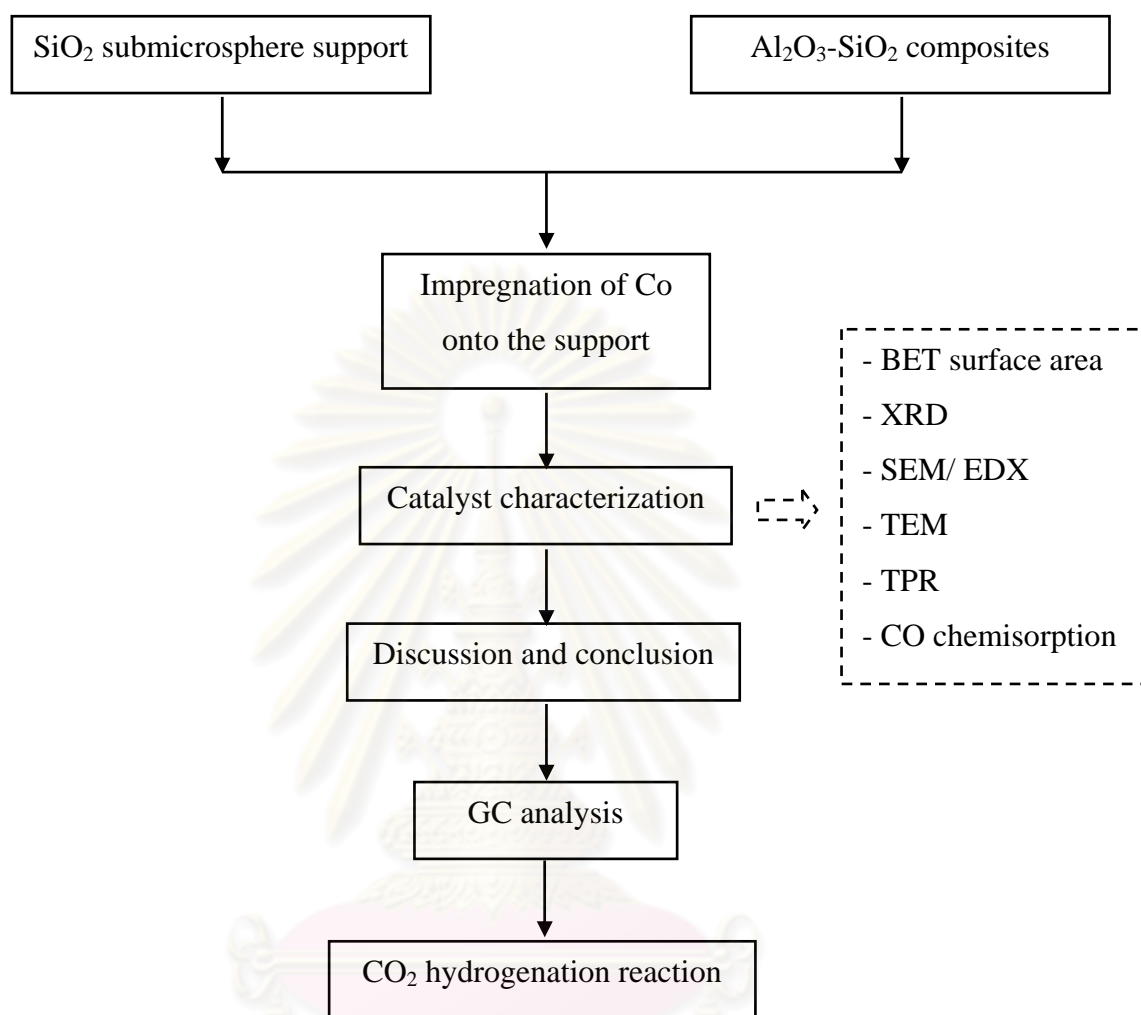 SiO₂ submicrosphere support
Al₂O₃-SiO₂ composites
Impregnation of Co
onto the support
Catalyst characterization
- BET surface area
- XRD
- SEM/ EDX
- TEM
- TPR
- CO chemisorption
Discussion and conclusion
GC analysis
CO₂ hydrogenation reaction